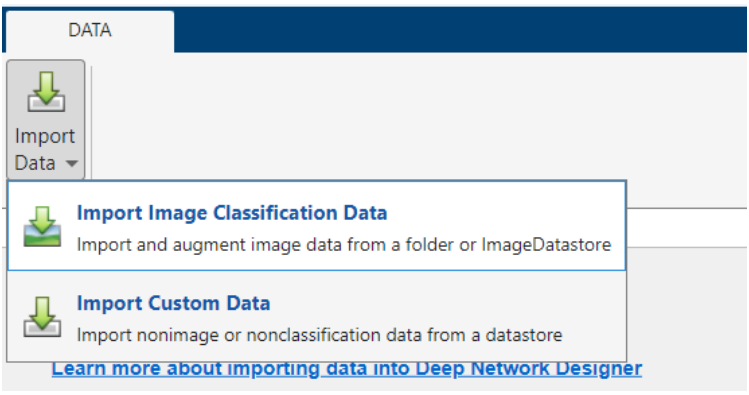 DATA
Import
Data
Import Image Classification Data
Import and augment image data from a folder or ImageDatastore
Import Custom Data
Import nonimage or nonclassification data from a datastore
Learn more about importing data into Deep Network Designer